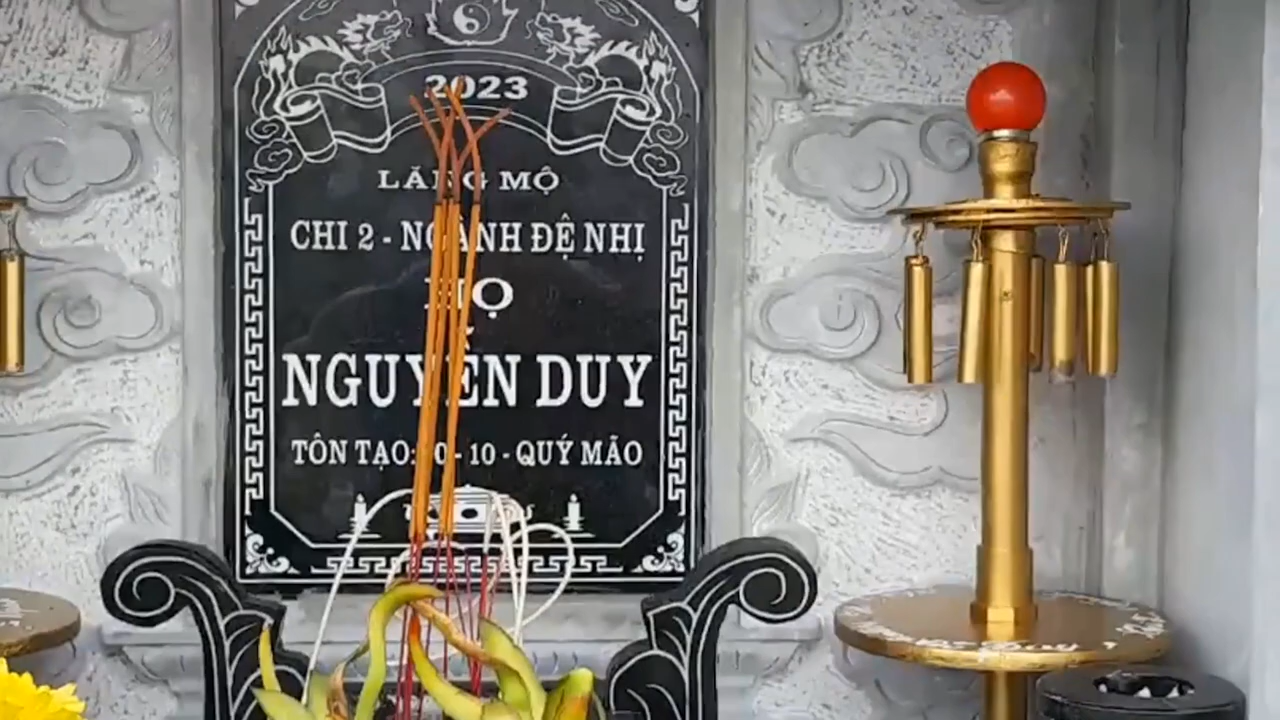 2023
LĂNG MỘ
CHI 2 - NGÀNH ĐỆ NHỊ
HỌ
NGUYỄN DUY
TÔN TẠO: - 10 - QUÝ MÃO